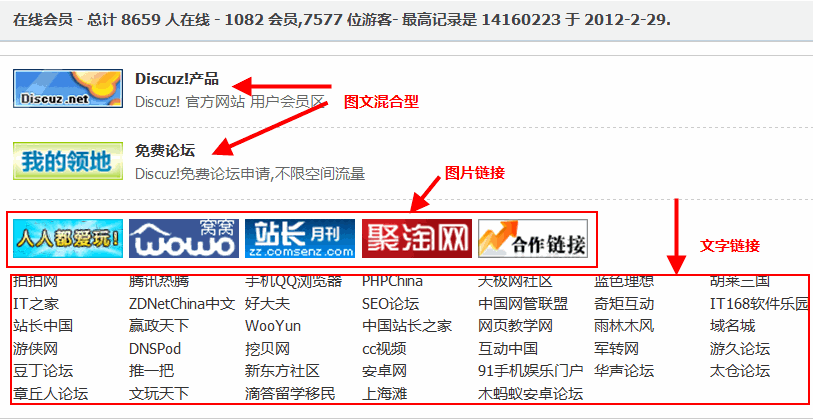 在线会员 - 总计 8659 人在线 - 1082 会员,7577 位游客- 最高记录是 14160223 于 2012-2-29.
Discuz.net
Discuz!产品
Discuz! 官方网站 用户会员区
图文混合型
我的领地
免费论坛
Discuz!免费论坛申请,不限空间流量
图片链接
人人都爱玩! 窝窝 WOWO 站长月刊 zz.comsenz.com 聚淘网 合作链接
文字链接
拍拍网 腾讯热腾 手机QQ浏览器 PHPChina 天极网社区 蓝色理想 胡莱三国
IT之家 ZDNetChina中文 好大夫 SEO论坛 中国网管联盟 奇矩互动 IT168软件乐园
站长中国 赢政天下 WooYun 中国站长之家 网页教学网 雨林木风 域名城
游侠网 DNSPod 挖贝网 cc视频 互动中国 军转网 游久论坛
豆丁论坛 推一把 新东方社区 安卓网 91手机娱乐门户 华声论坛 太仓论坛
章丘人论坛 文玩天下 滴答留学移民 上海滩 木蚂蚁安卓论坛